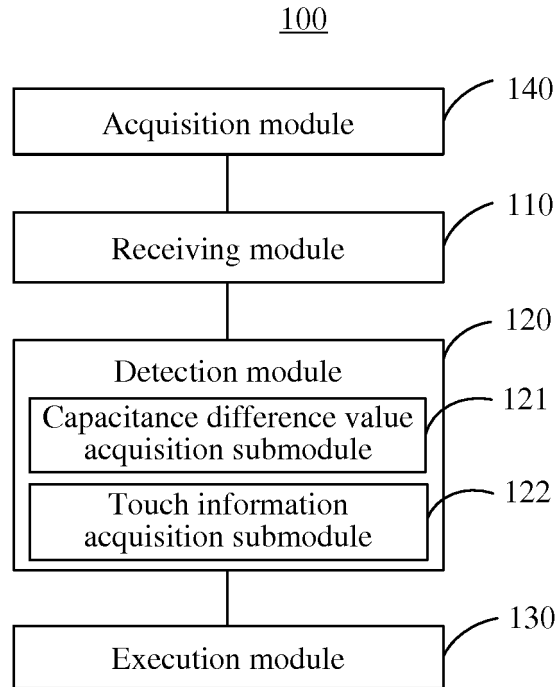 100
140
Acquisition module
110
Receiving module
120
Detection module
121
Capacitance difference value
acquisition submodule
122
Touch information
acquisition submodule
130
Execution module